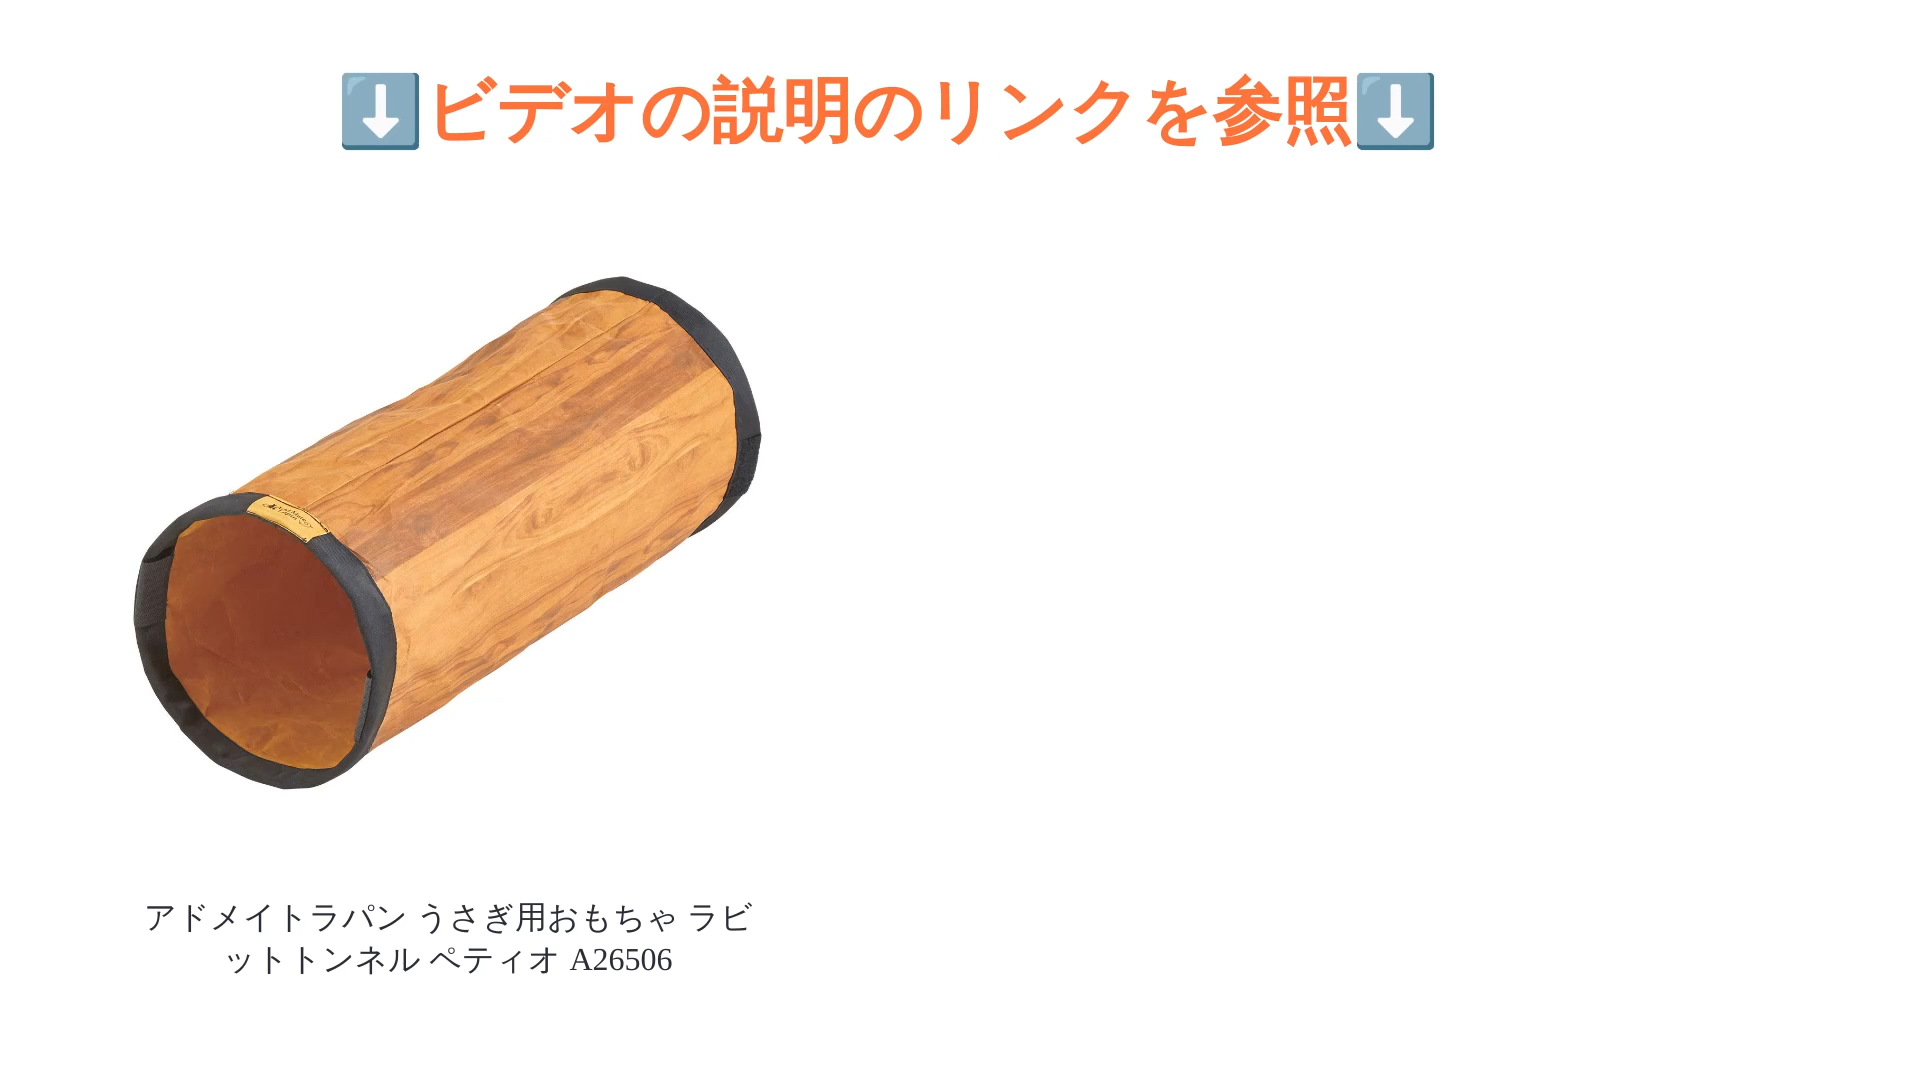 ⬇️ビデオの説明のリンクを参照⬇️
アドメイトラパン うさぎ用おもちゃ ラビ
ットトンネル ペティオ A26506